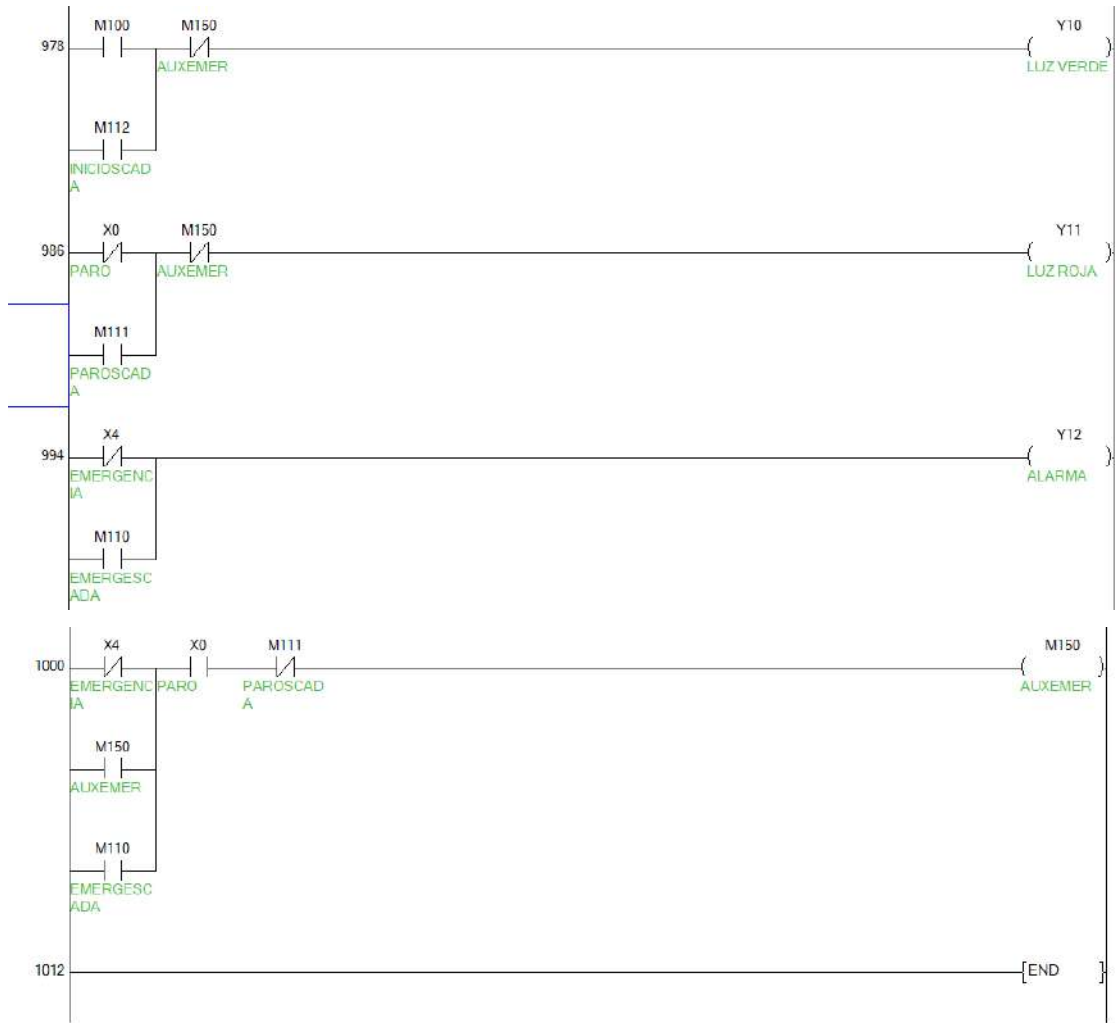 M100 M150 Y10
978
AUXEMER LUZ VERDE
M112
INICIOSCAD
A
X0 M150 Y11
986
PARO AUXEMER LUZ ROJA
M111
PAROSCAD
A
X4 Y12
994
EMERGENC ALARMA
IA
M110
EMERGESC
ADA
X4 X0 M111 M150
1000
EMERGENC PARO PAROSCAD AUXEMER
IA A
M150
AUXEMER
M110
EMERGESC
ADA
1012 [END ]